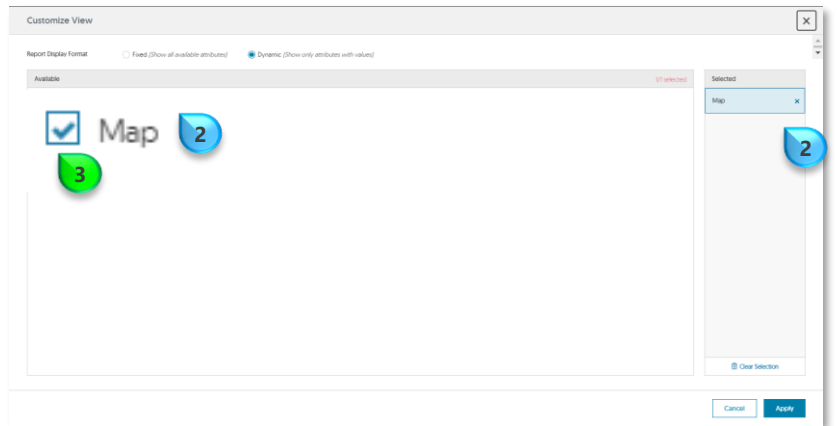 Customize View
Report Display Format Fixed (Show all available attributes) Dynamic (Show only attributes with values)
Available 1/1 selected Selected
Map
Map 2
2
3
Clear Selection
Cancel Apply